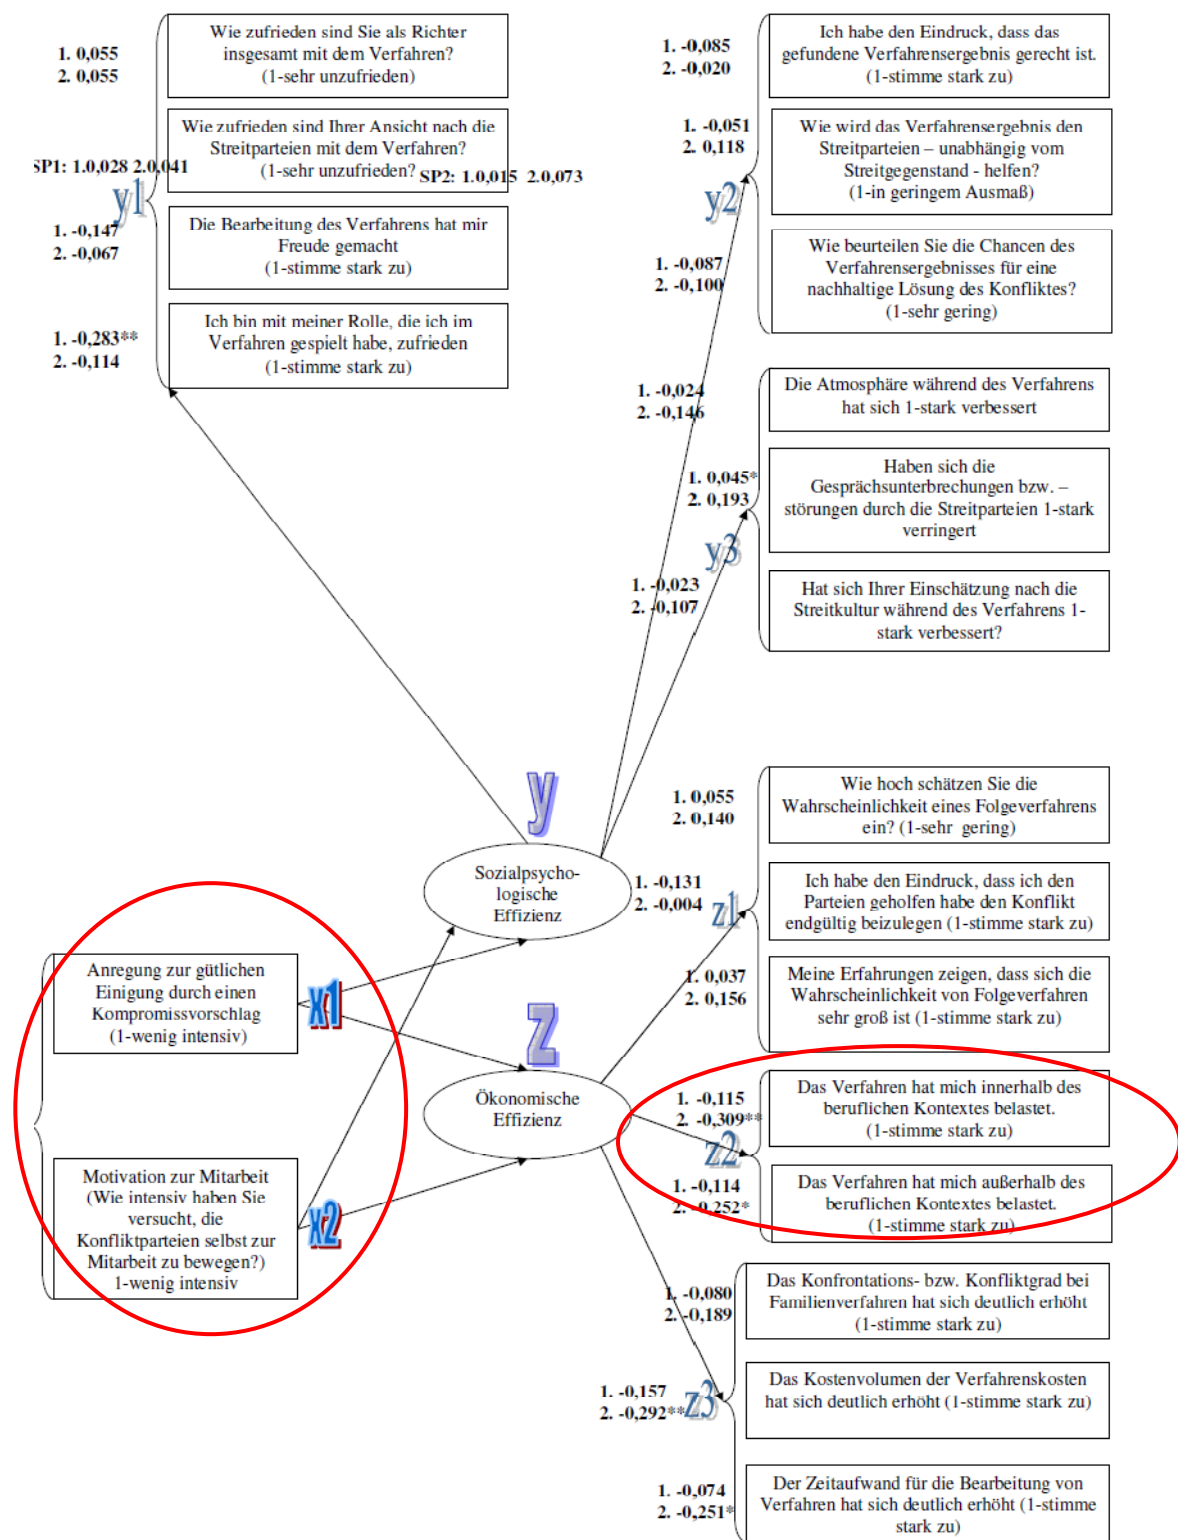 1. 0,055
2. 0,055
Wie zufrieden sind Sie als Richter
insgesamt mit dem Verfahren?
(1-sehr unzufrieden)
Wie zufrieden sind Ihrer Ansicht nach die
Streitparteien mit dem Verfahren?
(1-sehr unzufrieden?
SP1: 1.0,028 2.0,041
SP2: 1.0,015 2.0,073
y1
1. -0,147
2. -0,067
Die Bearbeitung des Verfahrens hat mir
Freude gemacht
(1-stimme stark zu)
1. -0,283**
2. -0,114
Ich bin mit meiner Rolle, die ich im
Verfahren gespielt habe, zufrieden
(1-stimme stark zu)
1. -0,085
2. -0,020
Ich habe den Eindruck, dass das
gefundene Verfahrensergebnis gerecht ist.
(1-stimme stark zu)
1. -0,051
2. 0,118
Wie wird das Verfahrensergebnis den
Streitparteien – unabhängig vom
Streitgegenstand - helfen?
(1-in geringem Ausmaß)
y2
1. -0,087
2. -0,100
Wie beurteilen Sie die Chancen des
Verfahrensergebnisses für eine
nachhaltige Lösung des Konfliktes?
(1-sehr gering)
1. -0,024
2. -0,146
Die Atmosphäre während des Verfahrens
hat sich 1-stark verbessert
1. 0,045*
2. 0,193
Haben sich die
Gesprächsunterbrechungen bzw. –
störungen durch die Streitparteien 1-stark
verringert
y3
1. -0,023
2. -0,107
Hat sich Ihrer Einschätzung nach die
Streitkultur während des Verfahrens 1-
stark verbessert?
y
Sozialpsycho-
logische
Effizienz
1. 0,055
2. 0,140
Wie hoch schätzen Sie die
Wahrscheinlichkeit eines Folgeverfahrens
ein? (1-sehr gering)
1. -0,131
2. -0,004
z1
Ich habe den Eindruck, dass ich den
Parteien geholfen habe den Konflikt
endgültig beizulegen (1-stimme stark zu)
1. 0,037
2. 0,156
Meine Erfahrungen zeigen, dass sich die
Wahrscheinlichkeit von Folgeverfahren
sehr groß ist (1-stimme stark zu)
Anregung zur gütlichen
Einigung durch einen
Kompromissvorschlag
(1-wenig intensiv)
x1
z
Ökonomische
Effizienz
Motivation zur Mitarbeit
(Wie intensiv haben Sie
versucht, die
Konfliktparteien selbst zur
Mitarbeit zu bewegen?)
1-wenig intensiv
x2
1. -0,115
2. -0,309**
Das Verfahren hat mich innerhalb des
beruflichen Kontextes belastet.
(1-stimme stark zu)
z2
1. -0,114
2. -0,252*
Das Verfahren hat mich außerhalb des
beruflichen Kontextes belastet.
(1-stimme stark zu)
1. -0,080
2. -0,189
Das Konfrontations- bzw. Konfliktgrad bei
Familienverfahren hat sich deutlich erhöht
(1-stimme stark zu)
1. -0,157
2. -0,292**
z3
Das Kostenvolumen der Verfahrenskosten
hat sich deutlich erhöht (1-stimme stark zu)
1. -0,074
2. -0,251*
Der Zeitaufwand für die Bearbeitung von
Verfahren hat sich deutlich erhöht (1-stimme
stark zu)